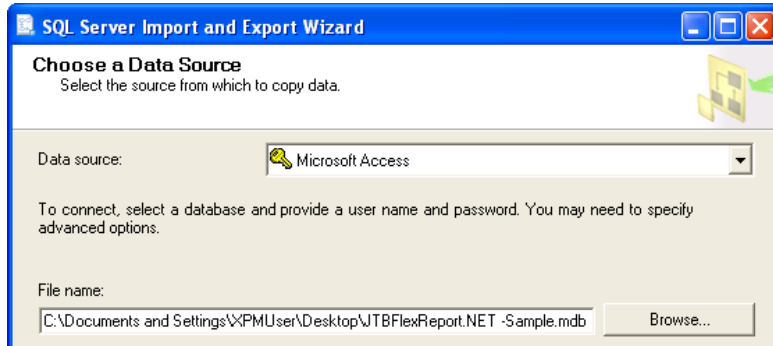 SQL Server Import and Export Wizard
Choose a Data Source
Select the source from which to copy data.
Data source:
Microsoft Access
To connect, select a database and provide a user name and password. You may need to specify
advanced options.
File name:
C:\Documents and Settings\XPMUser\Desktop\JTBFlexReport.NET -Sample.mdb
Browse...